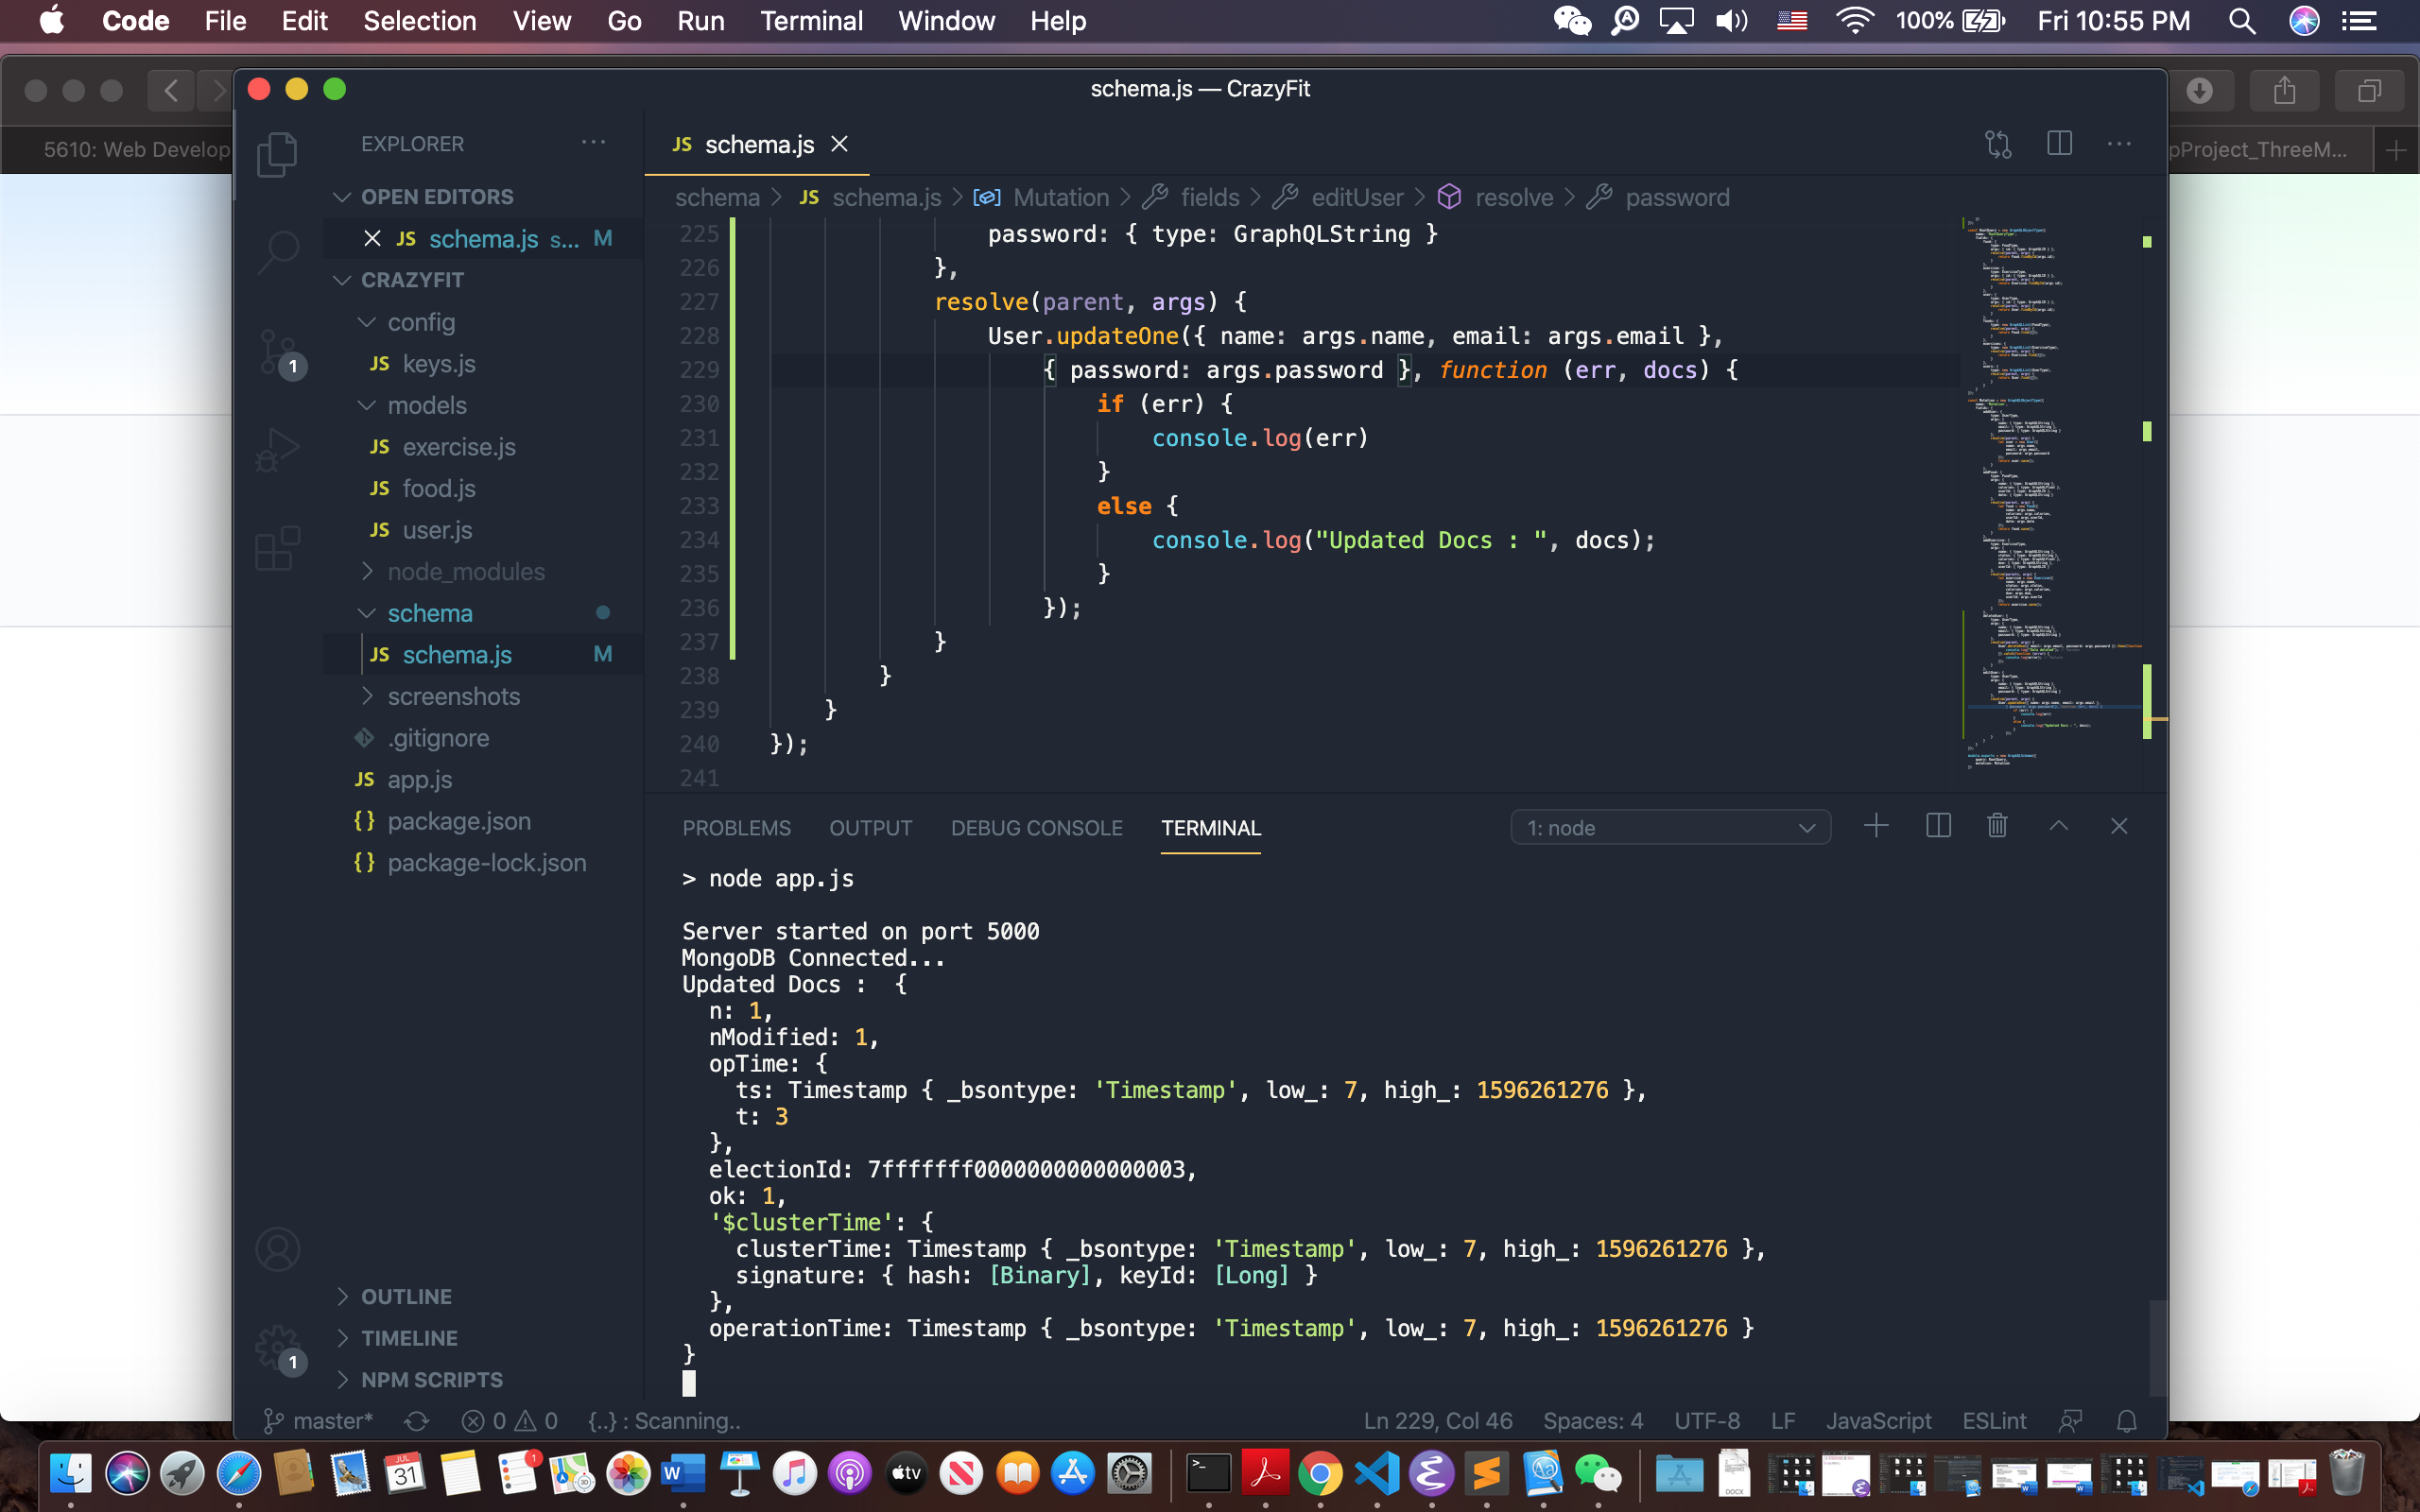 Code File Edit Selection View Go Run Terminal Window Help 100% Fri 10:55 PM
schema.js — CrazyFit
5610: Web Develop
pProject_ThreeM...
EXPLORER
OPEN EDITORS
JS schema.js s... M
CRAZYFIT
config
JS keys.js
models
JS exercise.js
JS food.js
JS user.js
node_modules
schema
JS schema.js M
screenshots
.gitignore
JS app.js
{ } package.json
{ } package-lock.json
OUTLINE
TIMELINE
NPM SCRIPTS
1
1
JS schema.js
schema > JS schema.js > Mutation > fields > editUser > resolve > password
225 password: { type: GraphQLString }
226 },
227 resolve(parent, args) {
228 User.updateOne({ name: args.name, email: args.email },
229 { password: args.password }, function (err, docs) {
230 if (err) {
231 console.log(err)
232 }
233 else {
234 console.log("Updated Docs : ", docs);
235 }
236 });
237 }
238 }
239 }
240 });
241
PROBLEMS OUTPUT DEBUG CONSOLE TERMINAL 1: node
> node app.js
Server started on port 5000
MongoDB Connected...
Updated Docs :  {
n: 1,
nModified: 1,
opTime: {
ts: Timestamp { _bsontype: 'Timestamp', low_: 7, high_: 1596261276 },
t: 3
},
electionId: 7fffffff0000000000000003,
ok: 1,
'$clusterTime': {
clusterTime: Timestamp { _bsontype: 'Timestamp', low_: 7, high_: 1596261276 },
signature: { hash: [Binary], keyId: [Long] }
},
operationTime: Timestamp { _bsontype: 'Timestamp', low_: 7, high_: 1596261276 }
}
master* 0 0 {..} : Scanning.. Ln 229, Col 46 Spaces: 4 UTF-8 LF JavaScript ESLint
JUL
31
1
tv
DOCX